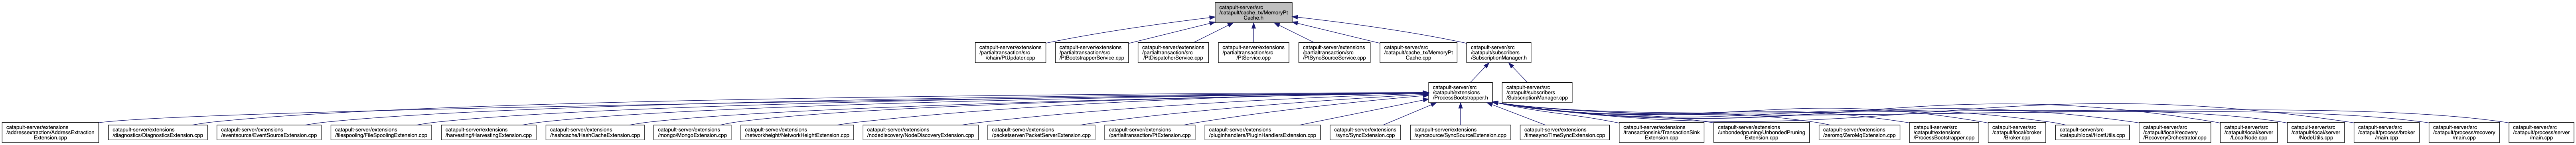 catapult-server/src
/catapult/cache_tx/MemoryPt
Cache.h
catapult-server/extensions
/partialtransaction/src
/chain/PtUpdater.cpp
catapult-server/extensions
/partialtransaction/src
/PtBootstrapperService.cpp
catapult-server/extensions
/partialtransaction/src
/PtDispatcherService.cpp
catapult-server/extensions
/partialtransaction/src
/PtService.cpp
catapult-server/extensions
/partialtransaction/src
/PtSyncSourceService.cpp
catapult-server/src
/catapult/cache_tx/MemoryPt
Cache.cpp
catapult-server/src
/catapult/subscribers
/SubscriptionManager.h
catapult-server/src
/catapult/extensions
/ProcessBootstrapper.h
catapult-server/src
/catapult/subscribers
/SubscriptionManager.cpp
catapult-server/extensions
/addressextraction/AddressExtraction
Extension.cpp
catapult-server/extensions
/diagnostics/DiagnosticsExtension.cpp
catapult-server/extensions
/eventsource/EventSourceExtension.cpp
catapult-server/extensions
/filespooling/FileSpoolingExtension.cpp
catapult-server/extensions
/harvesting/HarvestingExtension.cpp
catapult-server/extensions
/hashcache/HashCacheExtension.cpp
catapult-server/extensions
/mongo/MongoExtension.cpp
catapult-server/extensions
/networkheight/NetworkHeightExtension.cpp
catapult-server/extensions
/nodediscovery/NodeDiscoveryExtension.cpp
catapult-server/extensions
/packetserver/PacketServerExtension.cpp
catapult-server/extensions
/partialtransaction/PtExtension.cpp
catapult-server/extensions
/pluginhandlers/PluginHandlersExtension.cpp
catapult-server/extensions
/sync/SyncExtension.cpp
catapult-server/extensions
/syncsource/SyncSourceExtension.cpp
catapult-server/extensions
/timesync/TimeSyncExtension.cpp
catapult-server/extensions
/transactionsink/TransactionSink
Extension.cpp
catapult-server/extensions
/unbondedpruning/UnbondedPruning
Extension.cpp
catapult-server/extensions
/zeromq/ZeroMqExtension.cpp
catapult-server/src
/catapult/extensions
/ProcessBootstrapper.cpp
catapult-server/src
/catapult/local/broker
/Broker.cpp
catapult-server/src
/catapult/local/HostUtils.cpp
catapult-server/src
/catapult/local/recovery
/RecoveryOrchestrator.cpp
catapult-server/src
/catapult/local/server
/LocalNode.cpp
catapult-server/src
/catapult/local/server
/NodeUtils.cpp
catapult-server/src
/catapult/process/broker
/main.cpp
catapult-server/src
/catapult/process/recovery
/main.cpp
catapult-server/src
/catapult/process/server
/main.cpp